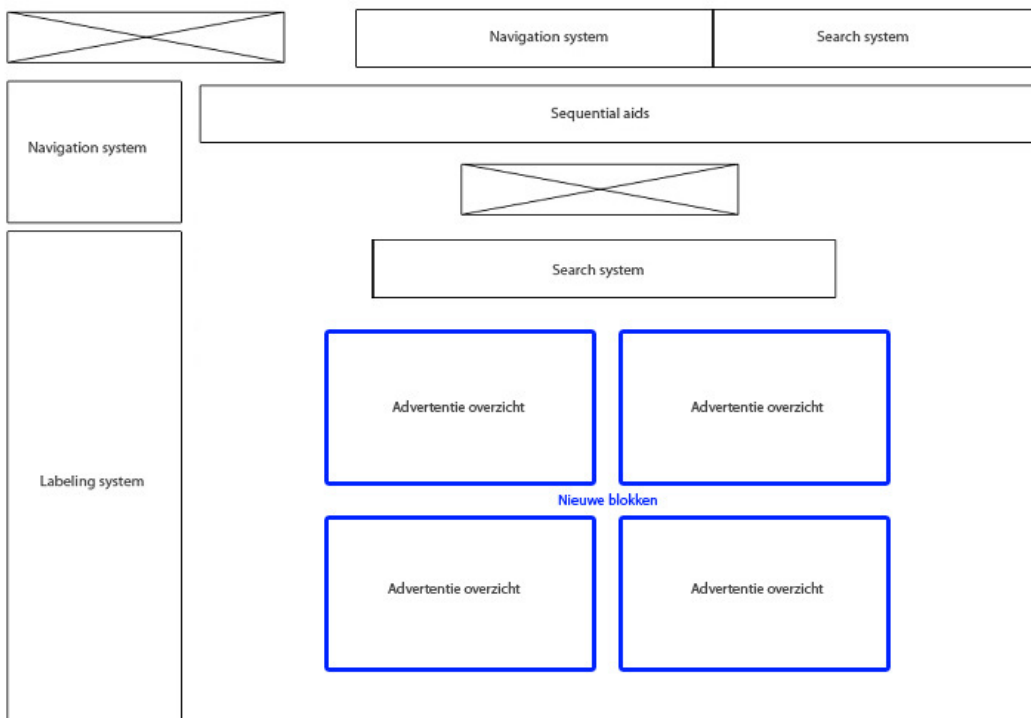 Navigation system
Search system
Sequential aids
Navigation system
Search system
Labeling system
Advertentie overzicht
Advertentie overzicht
Nieuwe blokken
Advertentie overzicht
Advertentie overzicht